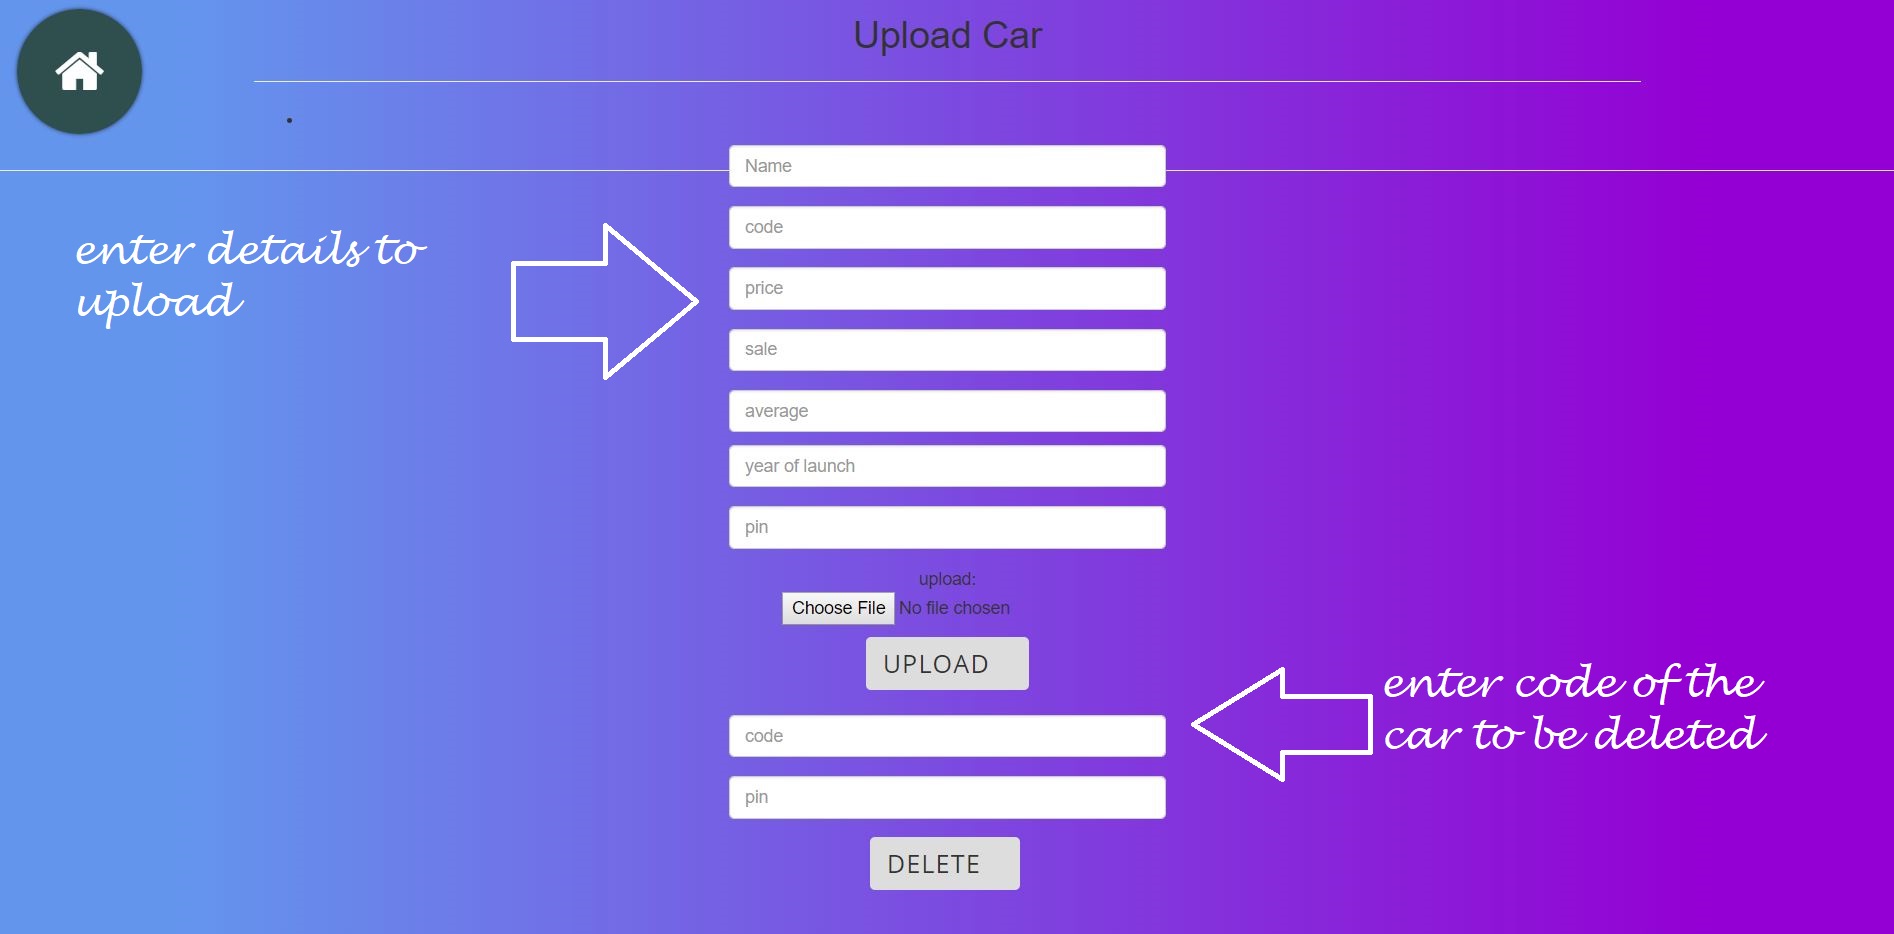 Upload Car
Name
code
enter details to
upload
price
sale
average
year of launch
pin
upload:
Choose File No file chosen
UPLOAD
enter code of the
car to be deleted
code
pin
DELETE